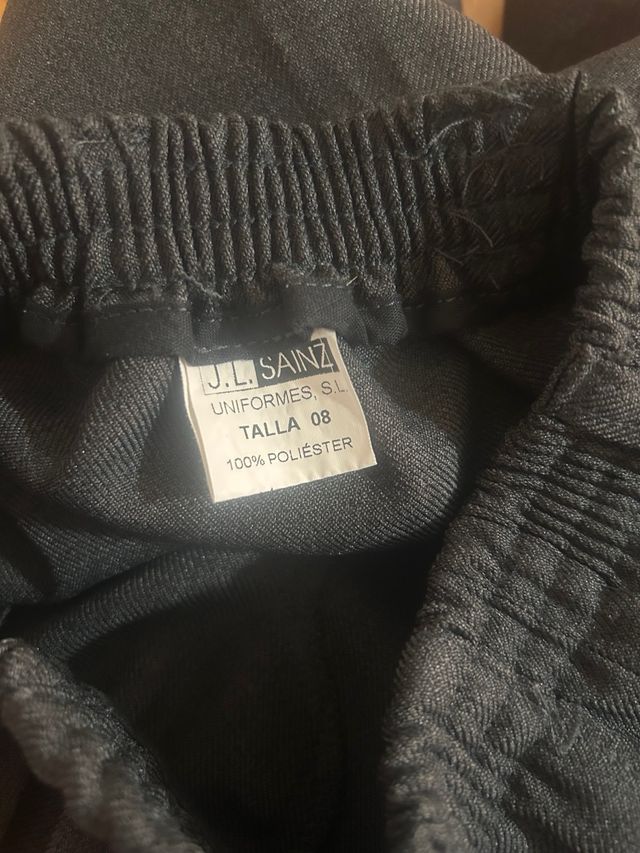 J.L. SAINZ
UNIFORMES, S.L.
TALLA 08
100% POLIÉSTER